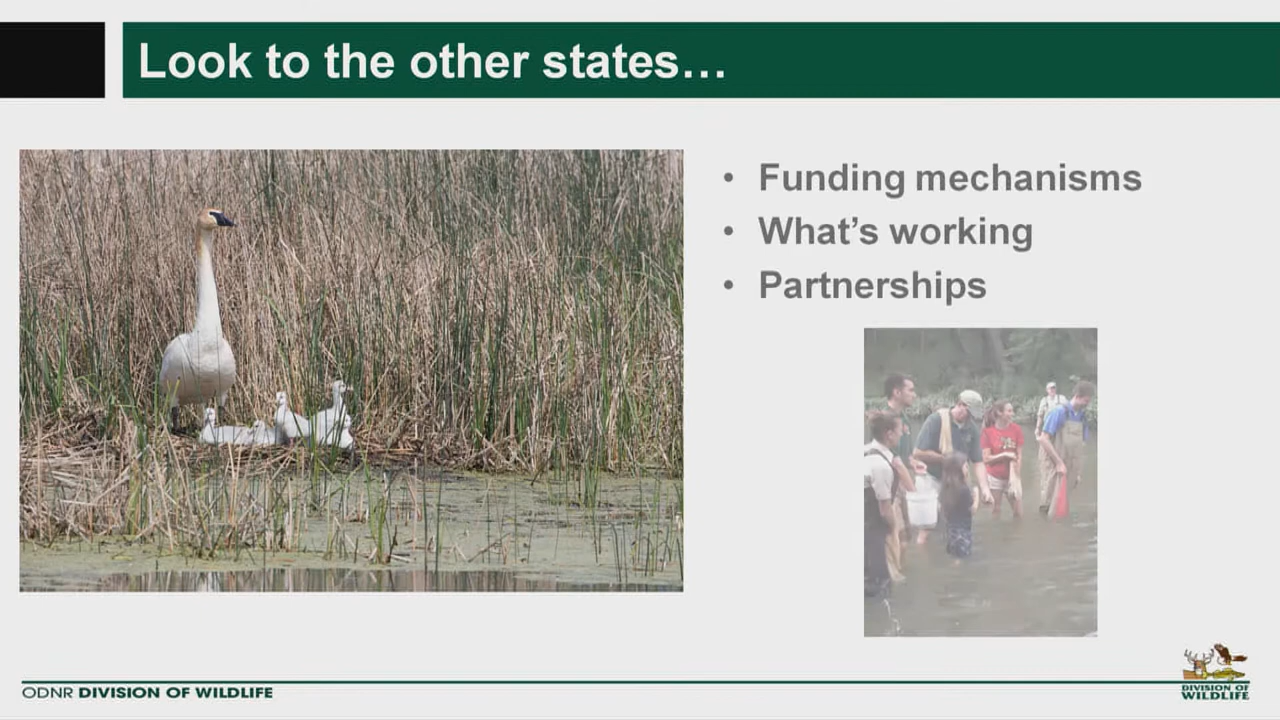 Look to the other states…
• Funding mechanisms
• What’s working
• Partnerships
ODNR DIVISION OF WILDLIFE
DIVISION OF
WILDLIFE